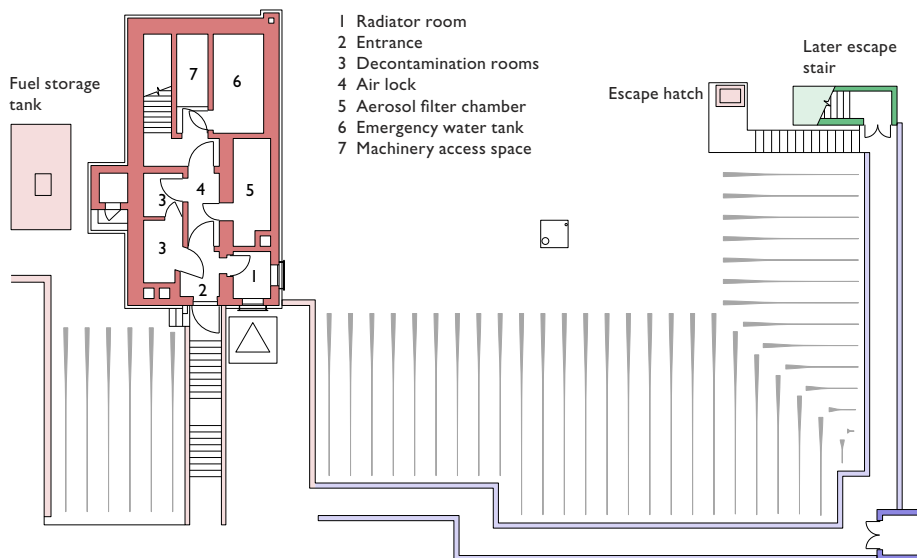 1 Radiator room
2 Entrance
3 Decontamination rooms
4 Air lock
5 Aerosol filter chamber
6 Emergency water tank
7 Machinery access space
Fuel storage
tank
Escape hatch
Later escape
stair
7
6
3
4
5
3
1
2